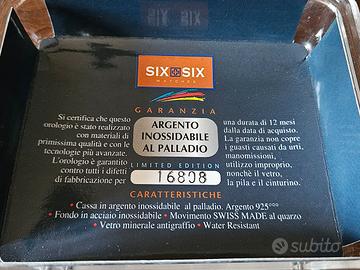 SIX SIX
WATCHES
GARANZIA
Si certifica che questo
orologio è stato realizzato
con materiali di
primissima qualità e con le
tecnologie più avanzate.
L'orologio è garantito
contro tutti i difetti
di fabbricazione per
ARGENTO
INOSSIDABILE
AL PALLADIO
LIMITED EDITION
16808
una durata di 12 mesi
dalla data di acquisto.
La garanzia non copre
i guasti causati da urti,
manomissioni,
utilizzo improprio,
nonchè il vetro,
la pila e il cinturino.
CARATTERISTICHE
• Cassa in argento inossidabile al palladio. Argento 925°°°
• Fondo in acciaio inossidabile • Movimento SWISS MADE al quarzo
• Vetro minerale antigraffio • Water Resistant
subito